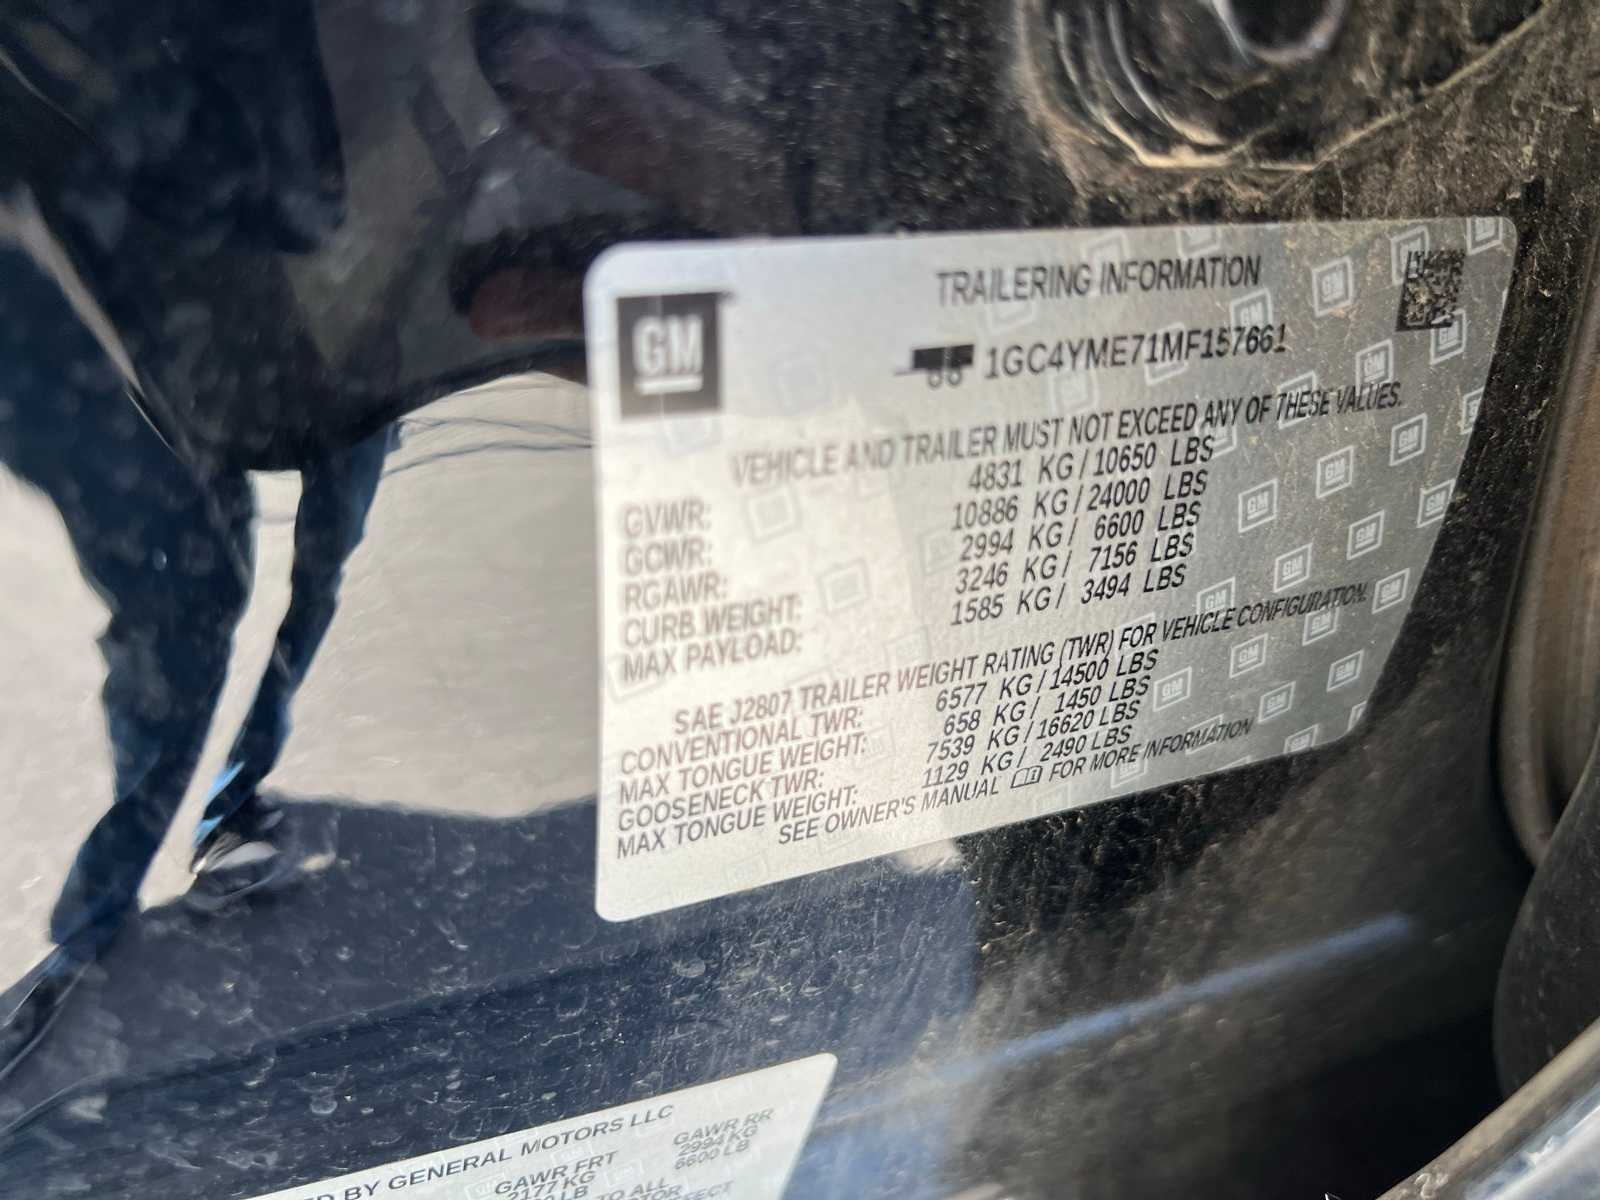 GM
TRAILERING INFORMATION
1GC4YME71MF157661
VEHICLE AND TRAILER MUST NOT EXCEED ANY OF THESE VALUES.
GVWR: 4831 KG / 10650 LBS
GCWR: 10886 KG / 24000 LBS
RGAWR: 2994 KG / 6600 LBS
CURB WEIGHT: 3246 KG / 7156 LBS
MAX PAYLOAD: 1585 KG / 3494 LBS
SAE J2807 TRAILER WEIGHT RATING (TWR) FOR VEHICLE CONFIGURATION.
CONVENTIONAL TWR: 6577 KG / 14500 LBS
MAX TONGUE WEIGHT: 658 KG / 1450 LBS
GOOSENECK TWR: 7539 KG / 16620 LBS
MAX TONGUE WEIGHT: 1129 KG / 2490 LBS
SEE OWNER'S MANUAL FOR MORE INFORMATION
BY GENERAL MOTORS LLC
GAWR FRT GAWR RR
2177 KG 2994 KG
LB 6600 LB
TO ALL